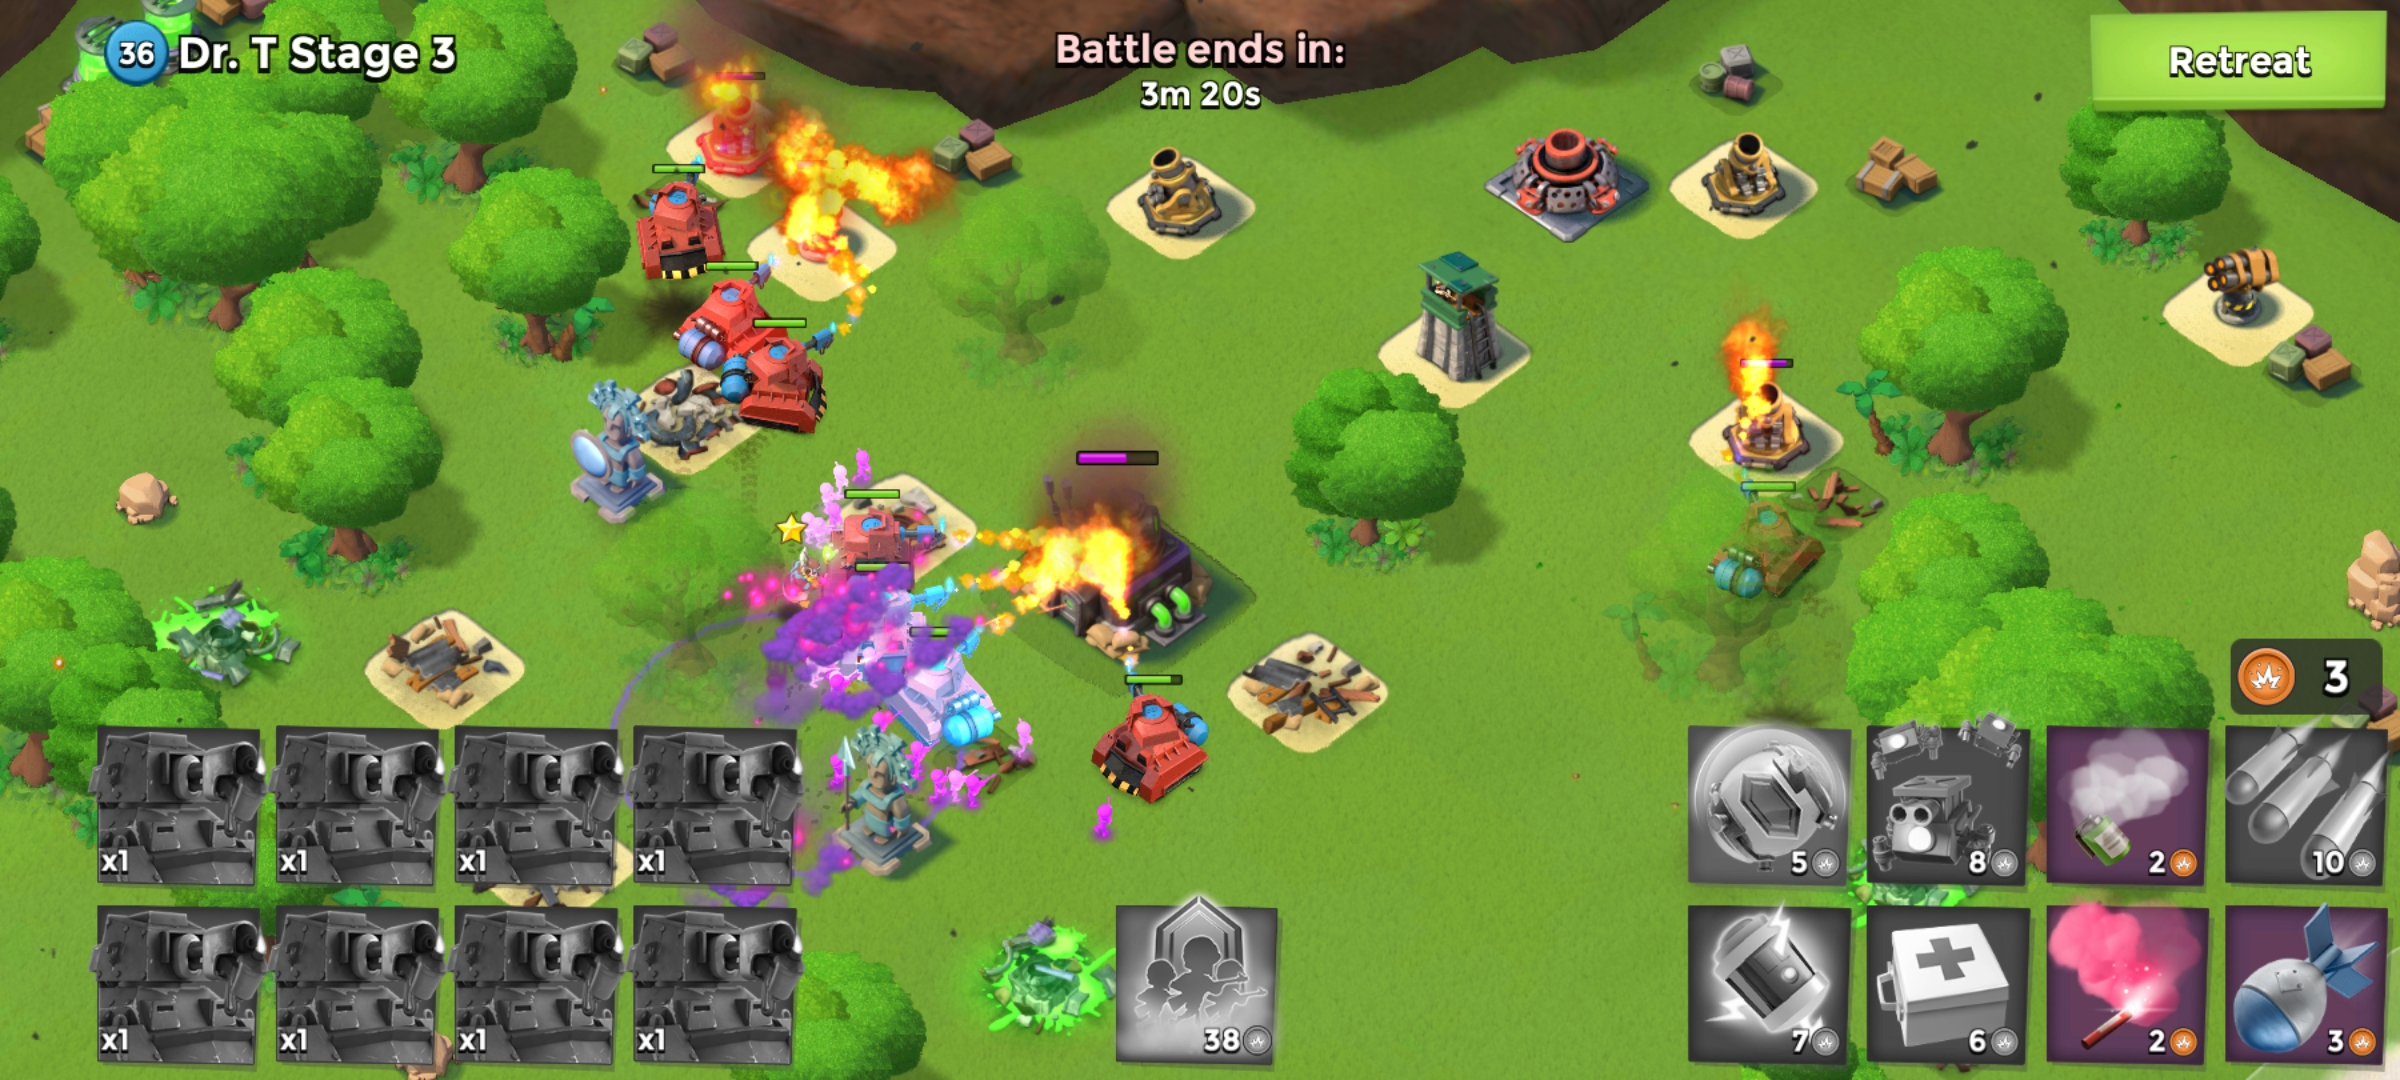 36 Dr. T Stage 3
Battle ends in:
3m 20s
Retreat
3
x1 x1 x1 x1
5 8 2 10
x1 x1 x1 x1
38
7 6 2 3